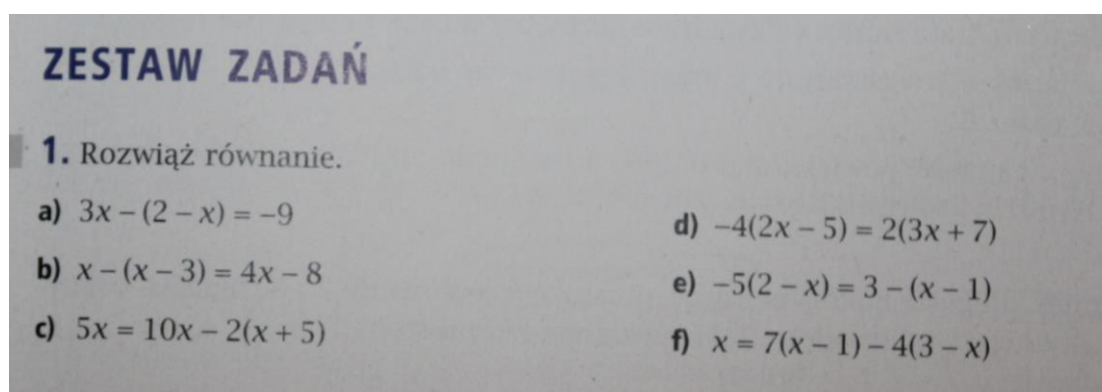 ZESTAW ZADAŃ
1. Rozwiąż równanie.
a) 3x – (2 – x) = –9
b) x – (x – 3) = 4x – 8
c) 5x = 10x – 2(x + 5)
d) –4(2x – 5) = 2(3x + 7)
e) –5(2 – x) = 3 – (x – 1)
f) x = 7(x – 1) – 4(3 – x)